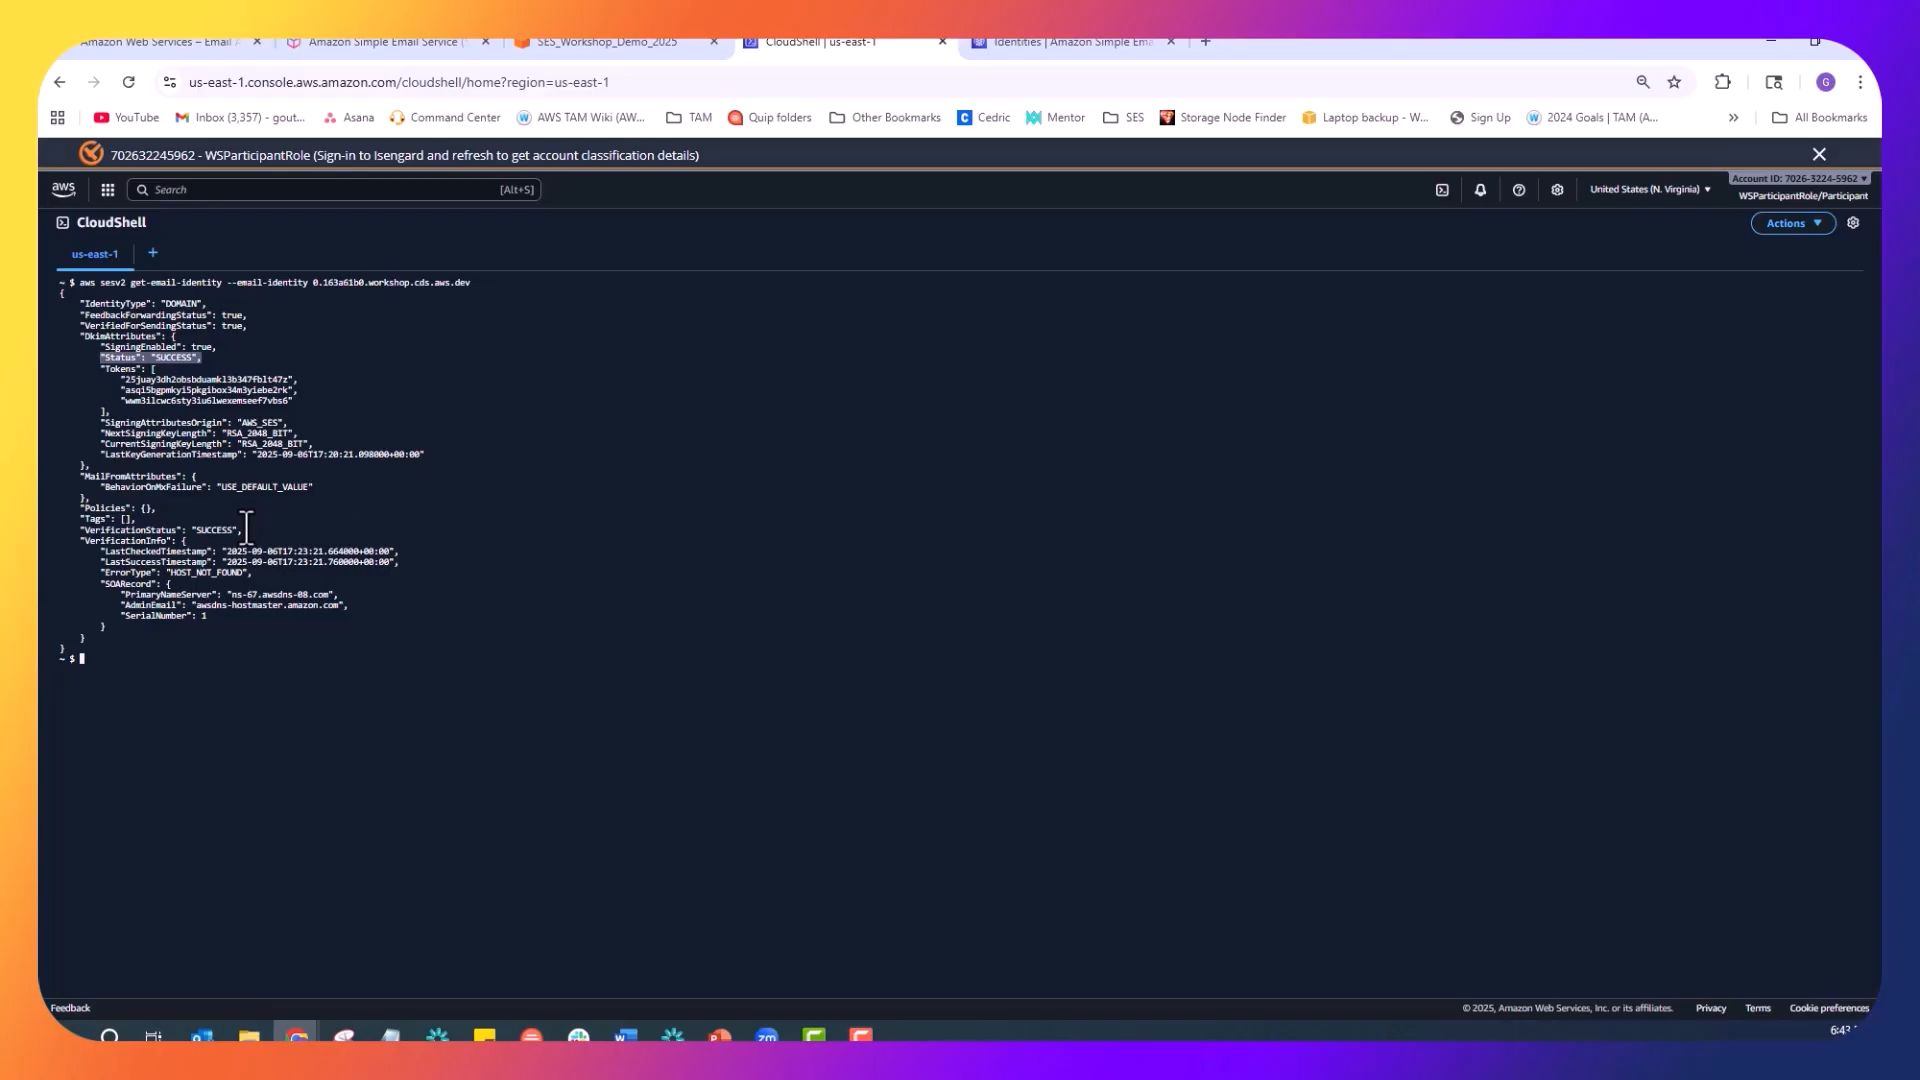 Amazon Web Services – Email A
Amazon Simple Email Service (
SES_Workshop_Demo_2025
CloudShell | us-east-1
Identities | Amazon Simple Ema
us-east-1.console.aws.amazon.com/cloudshell/home?region=us-east-1
G
YouTube
Inbox (3,357) - gout...
Asana
Command Center
AWS TAM Wiki (AW...
TAM
Quip folders
Other Bookmarks
Cedric
Mentor
SES
Storage Node Finder
Laptop backup - W...
Sign Up
2024 Goals | TAM (A...
All Bookmarks
702632245962 - WSParticipantRole (Sign-in to Isengard and refresh to get account classification details)
aws
Search
[Alt+S]
United States (N. Virginia)
Account ID: 7026-3224-5962
WSParticipantRole/Participant
CloudShell
Actions
us-east-1
~ $ aws sesv2 get-email-identity --email-identity 0.163a61b0.workshop.cds.aws.dev
{
"IdentityType": "DOMAIN",
"FeedbackForwardingStatus": true,
"VerifiedForSendingStatus": true,
"DkimAttributes": {
"SigningEnabled": true,
"Status": "SUCCESS",
"Tokens": [
"25juay3dh2obsbduamkl3b347fblt47z",
"asqi5bgpmkyi5pkgibox34m3yiebe2rk",
"wwm3ilcwc6sty3iu6lwexemseef7vbs6"
],
"SigningAttributesOrigin": "AWS_SES",
"NextSigningKeyLength": "RSA_2048_BIT",
"CurrentSigningKeyLength": "RSA_2048_BIT",
"LastKeyGenerationTimestamp": "2025-09-06T17:20:21.098000+00:00"
},
"MailFromAttributes": {
"BehaviorOnMxFailure": "USE_DEFAULT_VALUE"
},
"Policies": {},
"Tags": [],
"VerificationStatus": "SUCCESS",
"VerificationInfo": {
"LastCheckedTimestamp": "2025-09-06T17:23:21.664000+00:00",
"LastSuccessTimestamp": "2025-09-06T17:23:21.760000+00:00",
"ErrorType": "HOST_NOT_FOUND",
"SOARecord": {
"PrimaryNameServer": "ns-67.awsdns-08.com",
"AdminEmail": "awsdns-hostmaster.amazon.com",
"SerialNumber": 1
}
}
}
~ $
Feedback
© 2025, Amazon Web Services, Inc. or its affiliates.
Privacy
Terms
Cookie preferences
zm
6:43